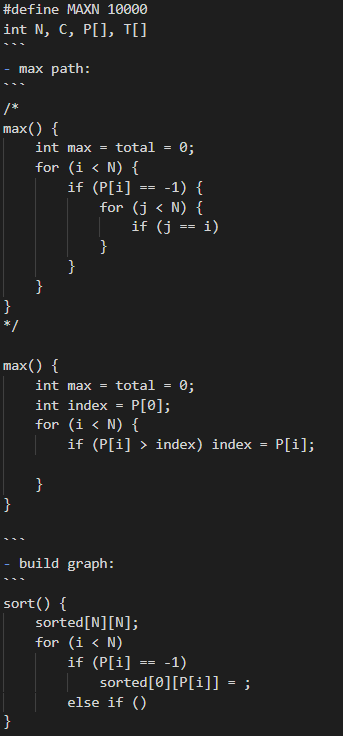 #define MAXN 10000
int N, C, P[], T[]
```
- max path:
```
/*
max() {
    int max = total = 0;
    for (i < N) {
        if (P[i] == -1) {
            for (j < N) {
                if (j == i)
            }
        }
    }
}
*/

max() {
    int max = total = 0;
    int index = P[0];
    for (i < N) {
        if (P[i] > index) index = P[i];

    }
}

```
- build graph:
```
sort() {
    sorted[N][N];
    for (i < N)
        if (P[i] == -1)
            sorted[0][P[i]] = ;
        else if ()
}